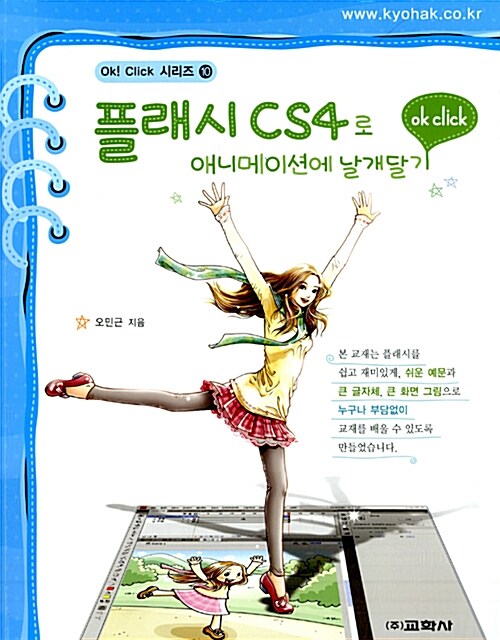 www.kyohak.co.kr
Ok! Click 시리즈 10
플래시 CS4로
ok click
애니메이션에 날개달기
오민근 지음
본 교재는 플래시를
쉽고 재미있게, 쉬운 예문과
큰 글자체, 큰 화면 그림으로
누구나 부담없이
교재를 배울 수 있도록
만들었습니다.
(주)교학사